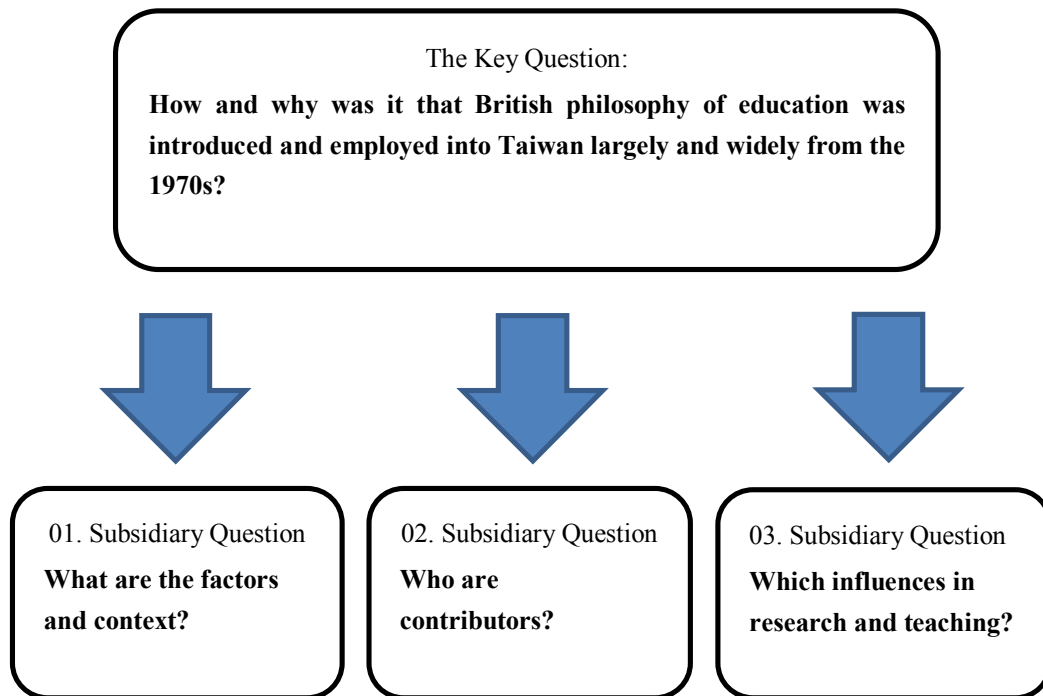 The Key Question:
How and why was it that British philosophy of education was
introduced and employed into Taiwan largely and widely from the
1970s?
01. Subsidiary Question
What are the factors
and context?
02. Subsidiary Question
Who are
contributors?
03. Subsidiary Question
Which influences in
research and teaching?